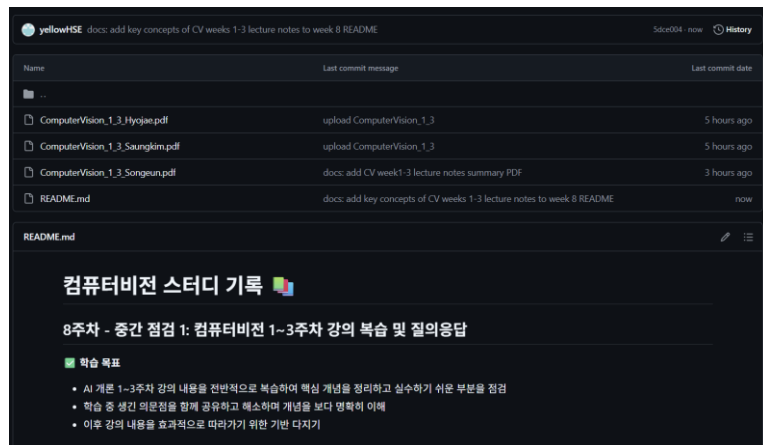 yellowHSE docs: add key concepts of CV weeks 1-3 lecture notes to week 8 README 5dce004 · now History
Name Last commit message Last commit date
..
ComputerVision_1_3_Hyojae.pdf upload ComputerVision_1_3 5 hours ago
ComputerVision_1_3_Saungkim.pdf upload ComputerVision_1_3 5 hours ago
ComputerVision_1_3_Songeun.pdf docs: add CV week1-3 lecture notes summary PDF 3 hours ago
README.md docs: add key concepts of CV weeks 1-3 lecture notes to week 8 README now
README.md
컴퓨터비전 스터디 기록
8주차 - 중간 점검 1: 컴퓨터비전 1~3주차 강의 복습 및 질의응답
학습 목표
• AI 개론 1~3주차 강의 내용을 전반적으로 복습하여 핵심 개념을 정리하고 실수하기 쉬운 부분을 점검
• 학습 중 생긴 의문점을 함께 공유하고 해소하며 개념을 보다 명확히 이해
• 이후 강의 내용을 효과적으로 따라가기 위한 기반 다지기